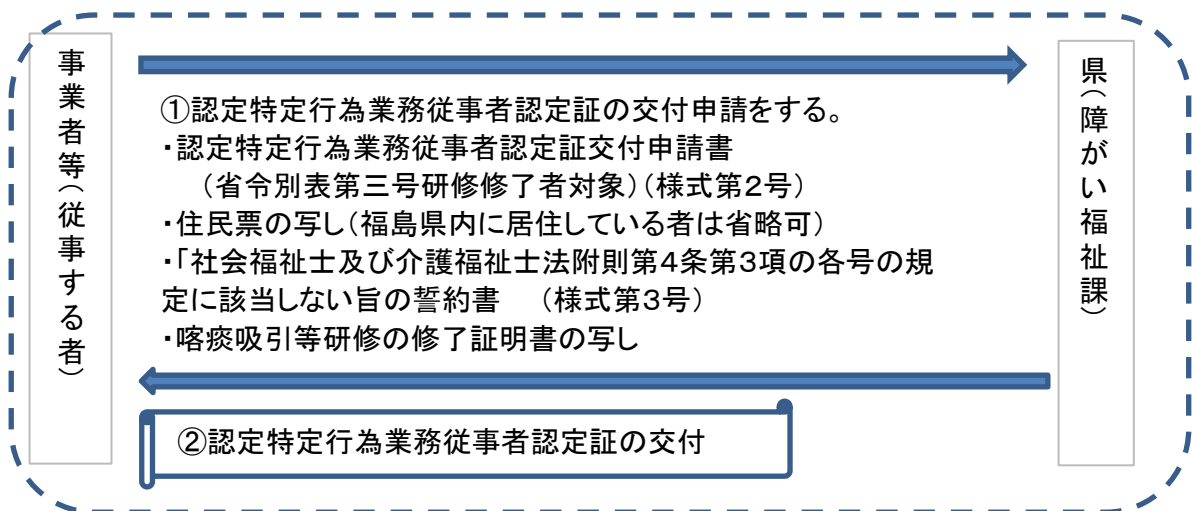 事業者等（従事する者）
①認定特定行為業務従事者認定証の交付申請をする。
・認定特定行為業務従事者認定証交付申請書
（省令別表第三号研修修了者対象）（様式第２号）
・住民票の写し（福島県内に居住している者は省略可）
・「社会福祉士及び介護福祉士法附則第４条第３項の各号の規
定に該当しない旨の誓約書　（様式第３号）
・喀痰吸引等研修の修了証明書の写し
②認定特定行為業務従事者認定証の交付
県（障がい福祉課）